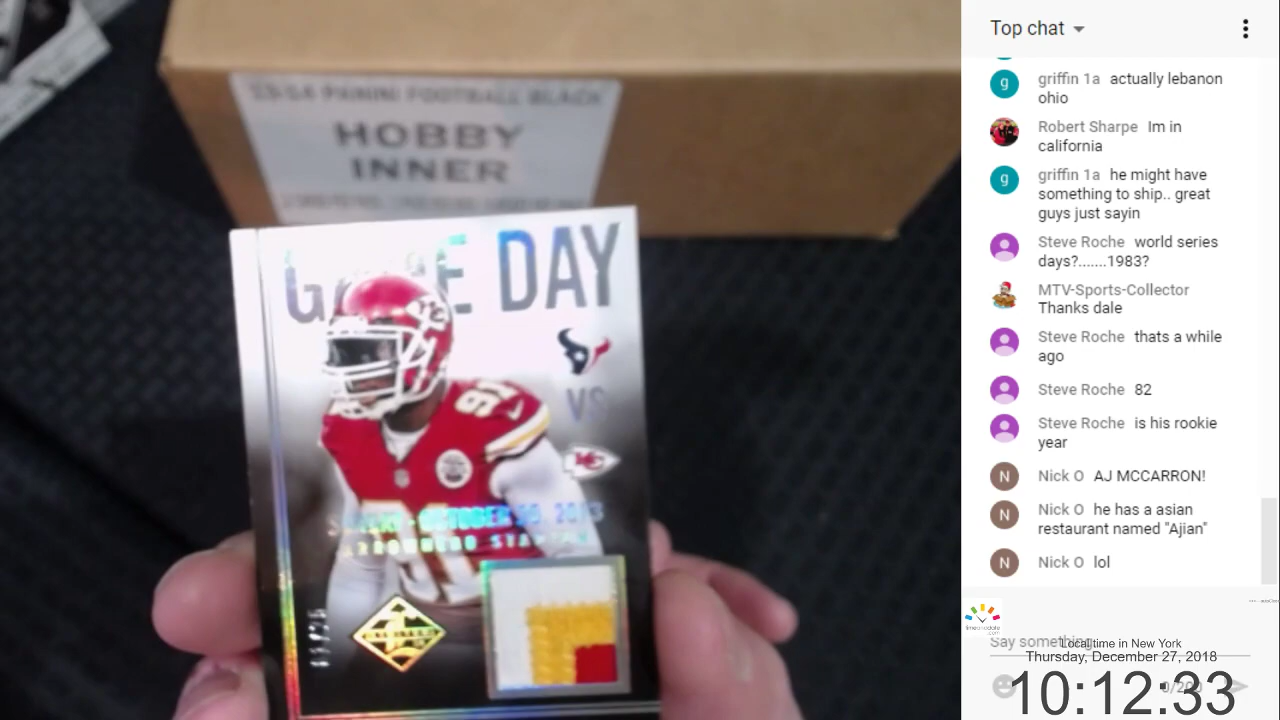 HOBBY
INNER
GAME DAY
VS
91
Top chat
griffin 1a actually lebanon
ohio
Robert Sharpe Im in
california
griffin 1a he might have
something to ship.. great
guys just sayin
Steve Roche world series
days?.......1983?
MTV-Sports-Collector
Thanks dale
Steve Roche thats a while
ago
Steve Roche 82
Steve Roche is his rookie
year
Nick O AJ MCCARRON!
Nick O he has a asian
restaurant named "Ajian"
Nick O lol
Say something...
Local time in New York
Thursday, December 27, 2018
10:12:33